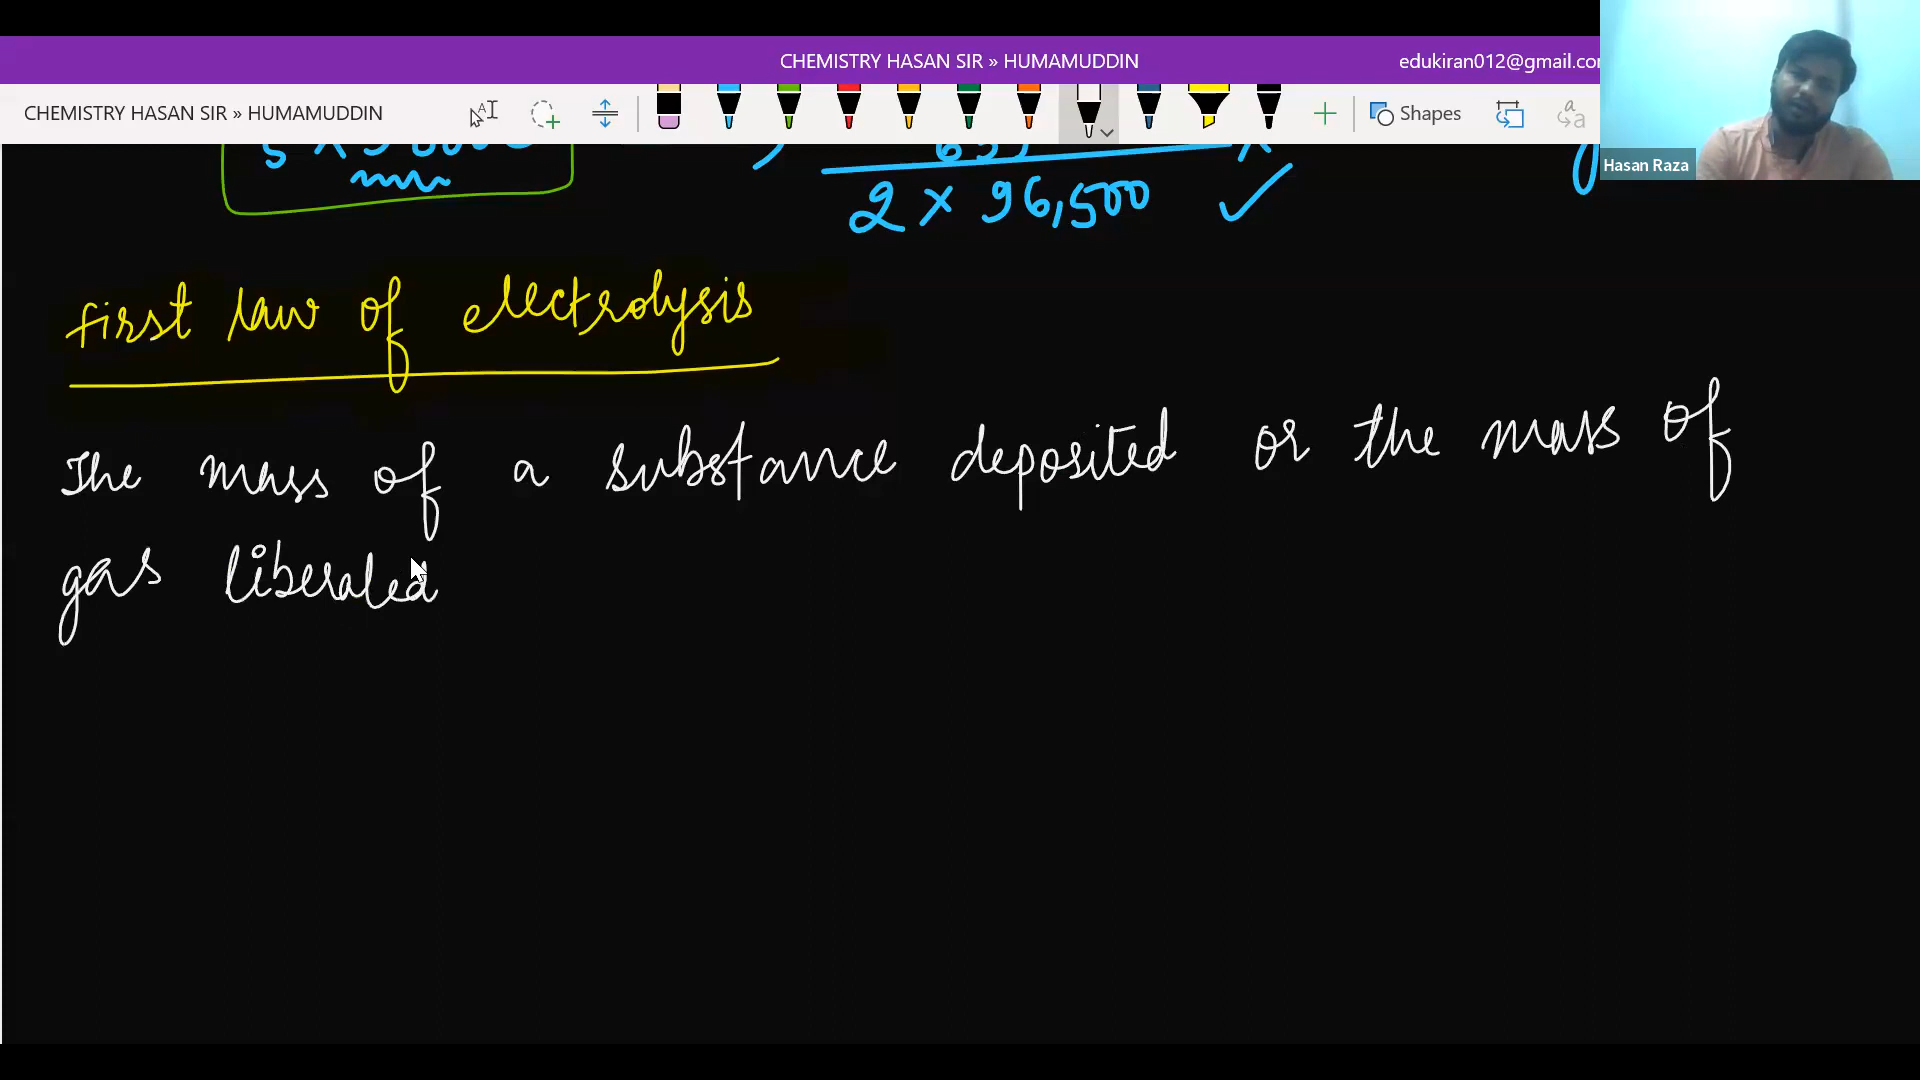 CHEMISTRY HASAN SIR » HUMAMUDDIN
edukiran012@gmail.co
CHEMISTRY HASAN SIR » HUMAMUDDIN
Shapes
Hasan Raza
2 × 96,500
first law of electrolysis
The mass of a substance deposited or the mass of
gas liberated